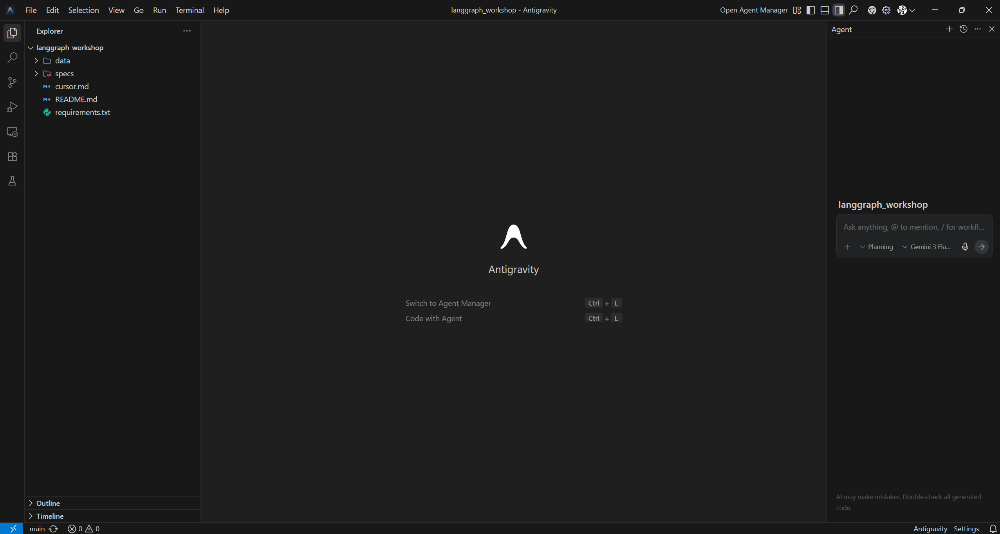 File Edit Selection View Go Run Terminal Help
langgraph_workshop - Antigravity
Open Agent Manager
Explorer
langgraph_workshop
data
specs
cursor.md
README.md
requirements.txt
Outline
Timeline
Antigravity
Switch to Agent Manager Ctrl + E
Code with Agent Ctrl + L
Agent
langgraph_workshop
Ask anything, @ to mention, / for workfl...
Planning Gemini 3 Fla...
AI may make mistakes. Double-check all generated
code.
main 0 0
Antigravity - Settings